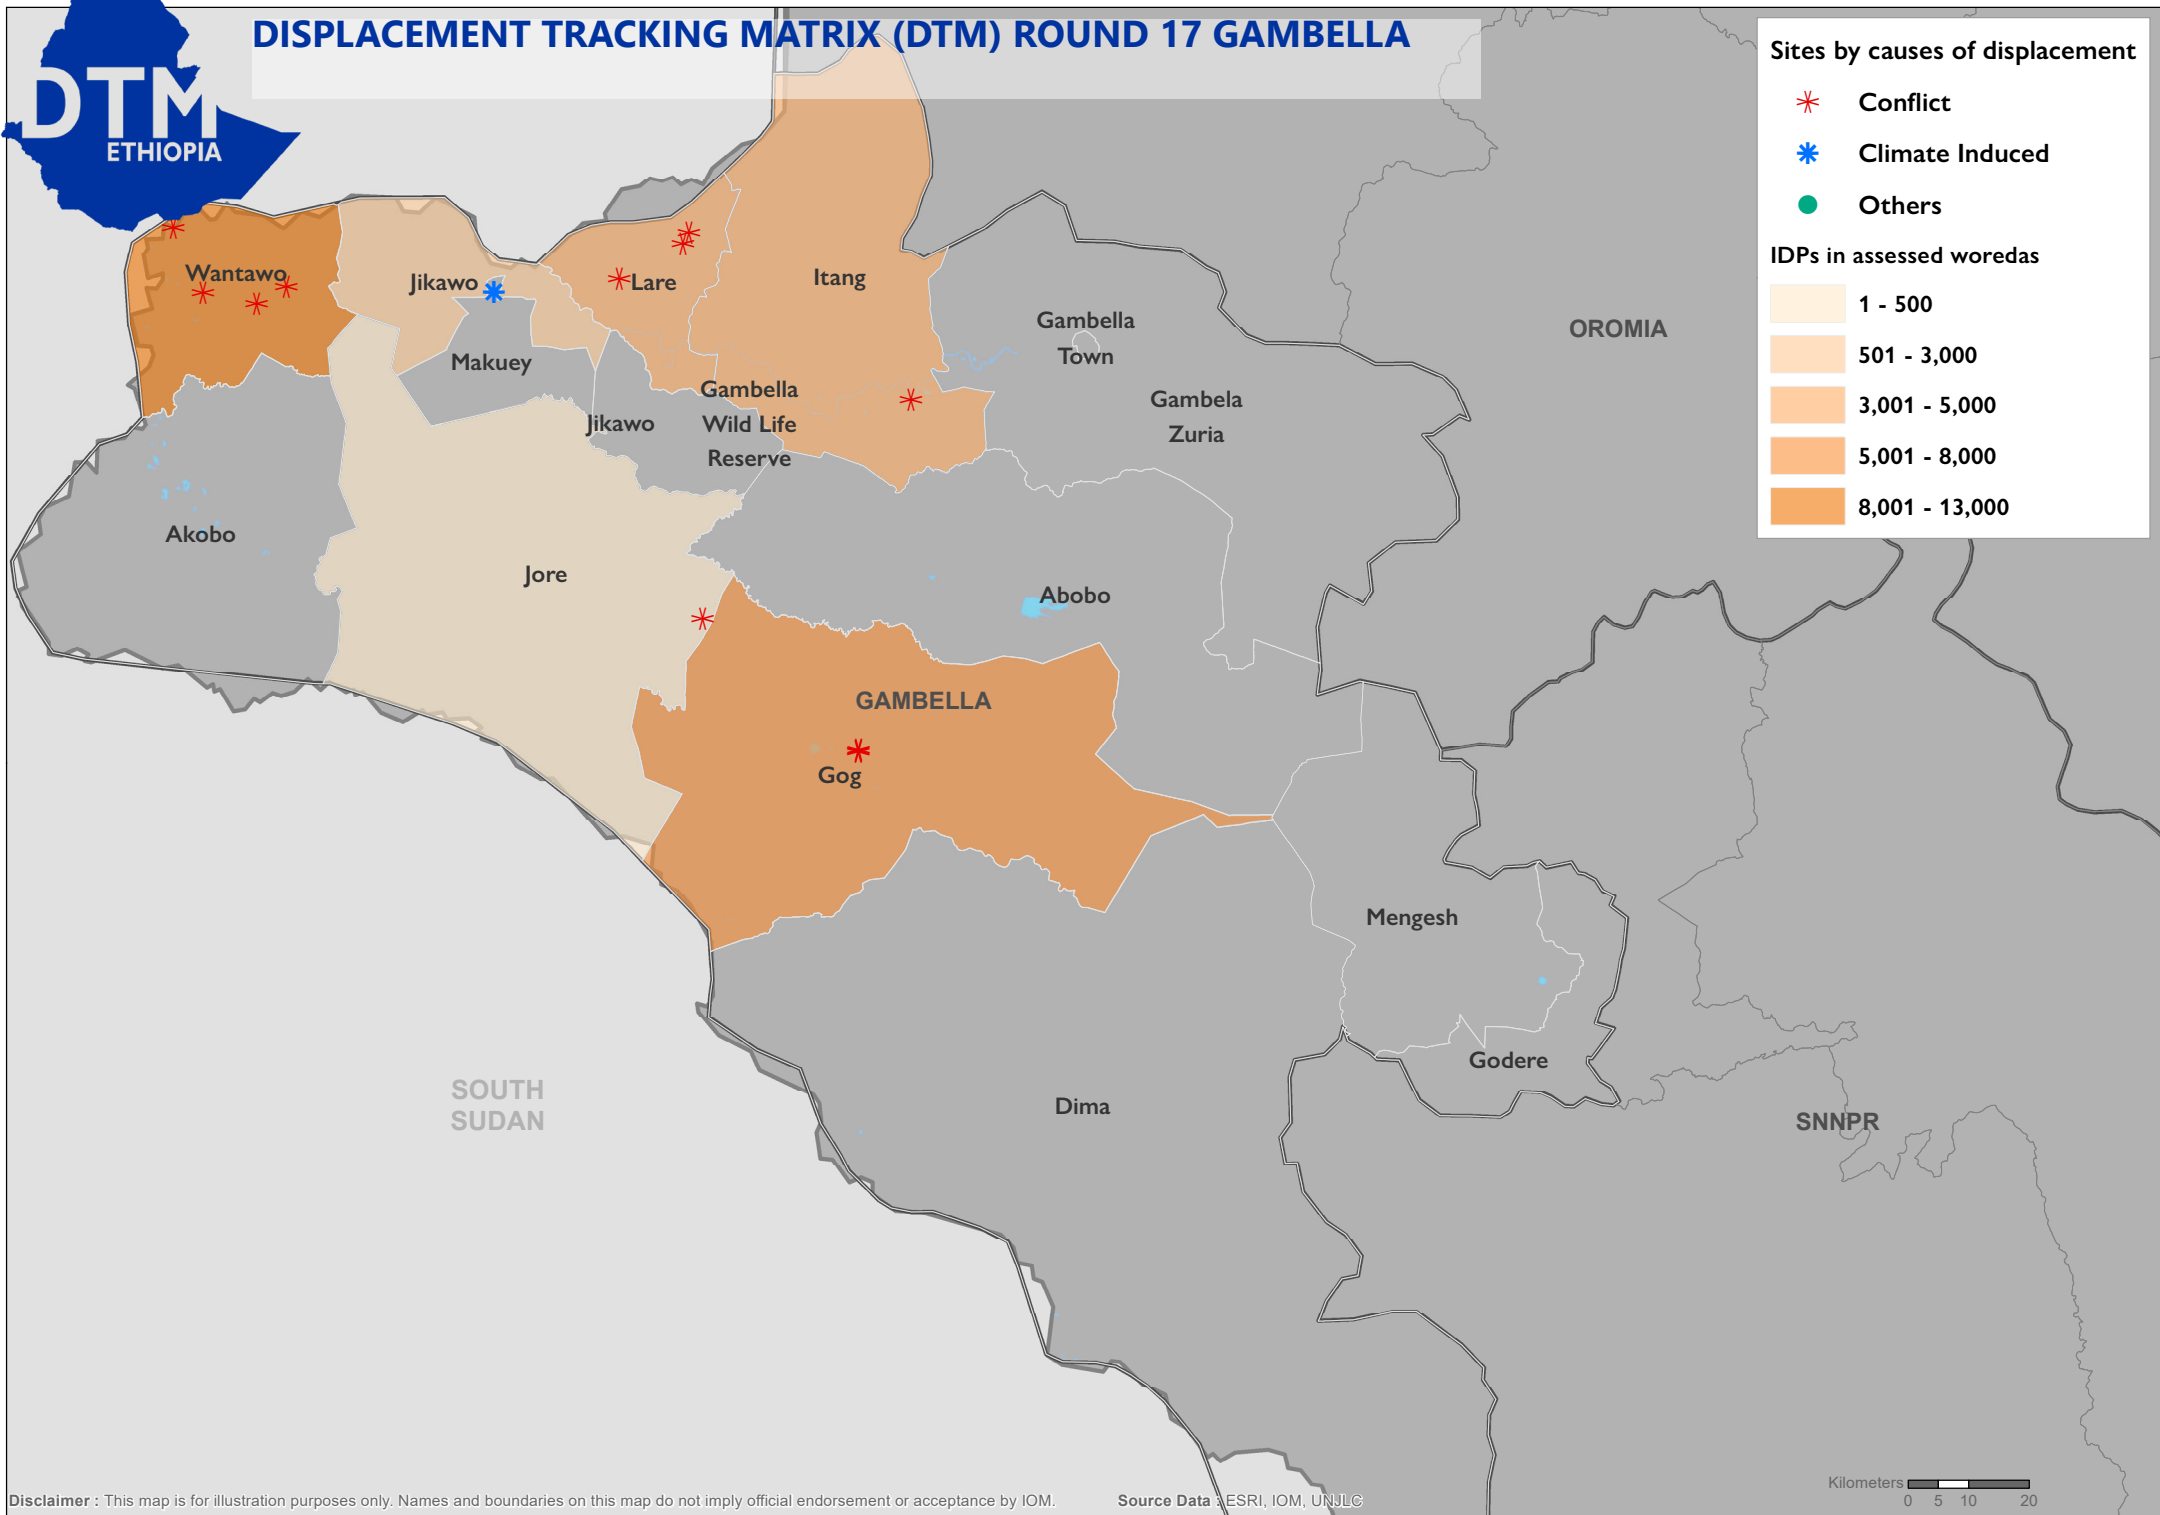 DISPLACEMENT TRACKING MATRIX (DTM) ROUND 17 GAMBELLA
DTM
ETHIOPIA
Sites by causes of displacement
Conflict
Climate Induced
Others
IDPs in assessed woredas
1 - 500
501 - 3,000
3,001 - 5,000
5,001 - 8,000
8,001 - 13,000
Wantawo
Jikawo
Lare
Itang
Gambella
Town
OROMIA
Makuey
Gambella
Wild Life
Reserve
Gambela
Zuria
Jikawo
Akobo
Jore
Abobo
GAMBELLA
Gog
Mengesh
Godere
SOUTH
SUDAN
Dima
SNNPR
Kilometers
0 5 10 20
Disclaimer : This map is for illustration purposes only. Names and boundaries on this map do not imply official endorsement or acceptance by IOM.
Source Data : ESRI, IOM, UNJLC